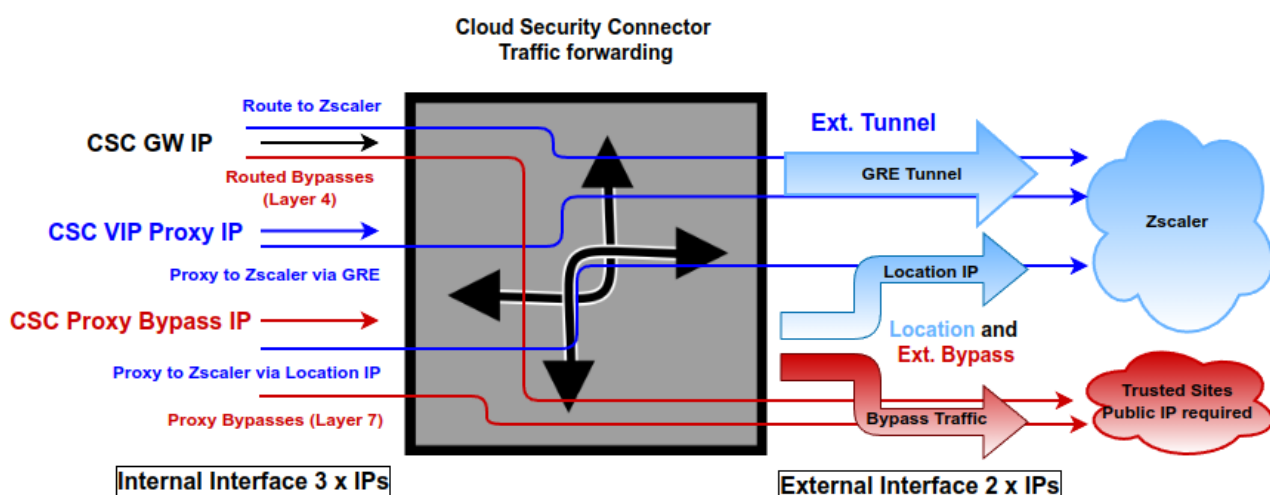 Cloud Security Connector
Traffic forwarding
Route to Zscaler
CSC GW IP
Routed Bypasses
(Layer 4)
CSC VIP Proxy IP
Proxy to Zscaler via GRE
CSC Proxy Bypass IP
Proxy to Zscaler via Location IP
Proxy Bypasses (Layer 7)
Internal Interface 3 x IPs
Ext. Tunnel
GRE Tunnel
Zscaler
Location IP
Location and
Ext. Bypass
Bypass Traffic
Trusted Sites
Public IP required
External Interface 2 x IPs